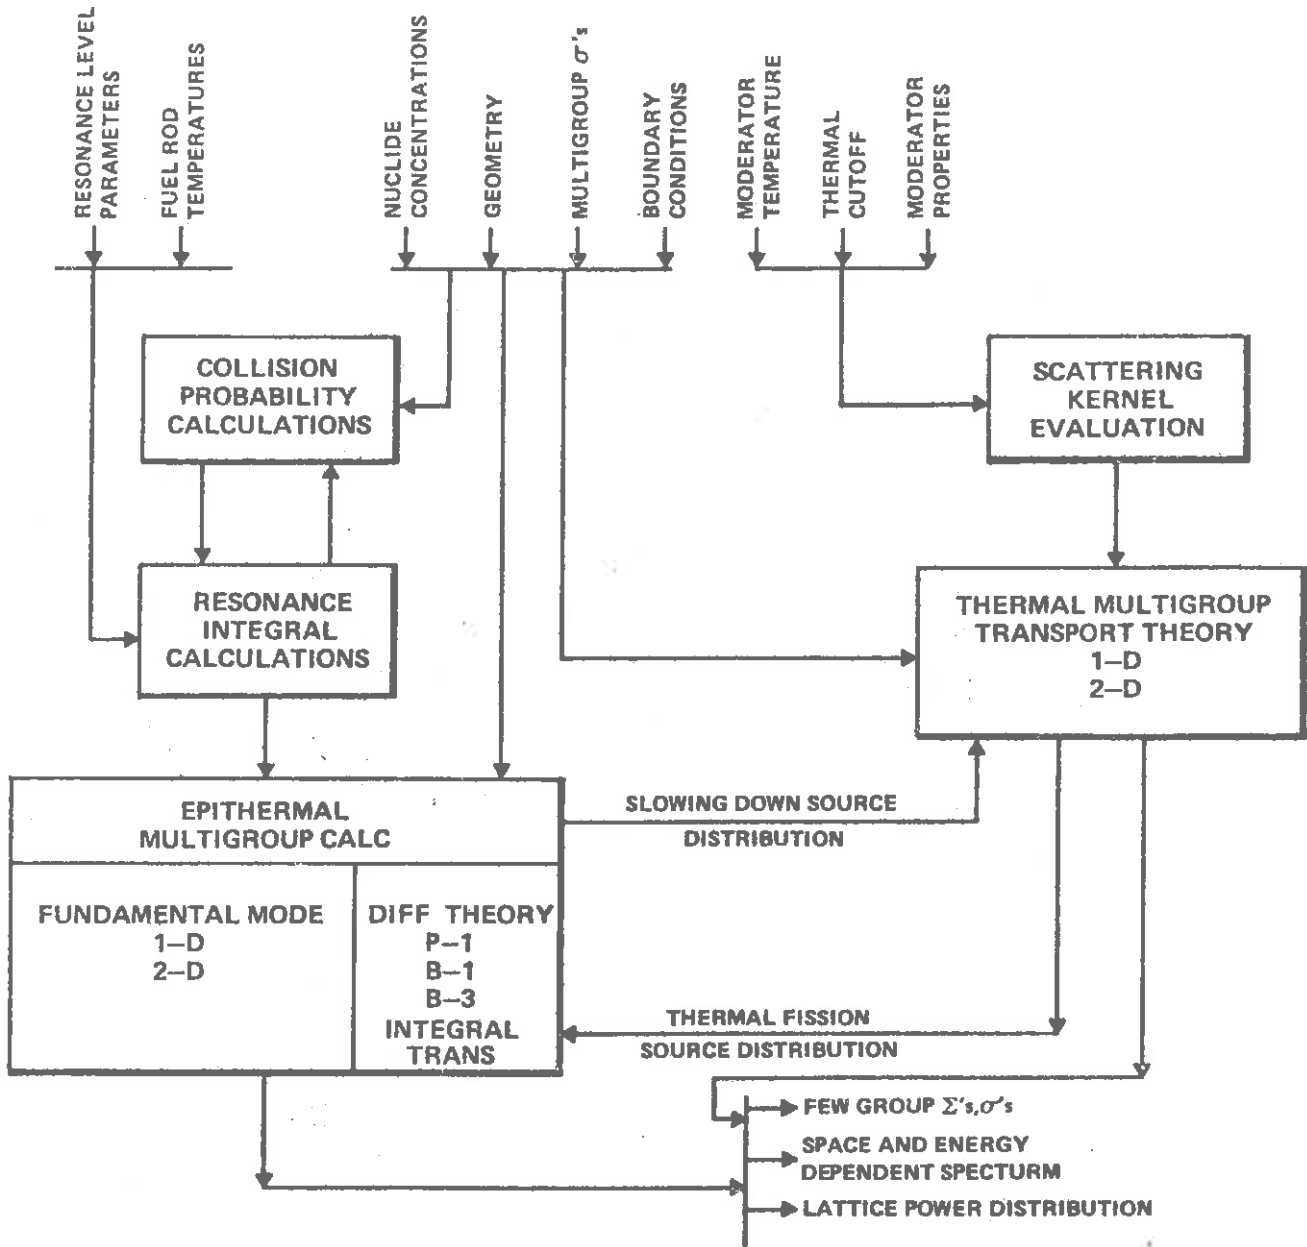 RESONANCE LEVEL
PARAMETERS
FUEL ROD
TEMPERATURES
NUCLIDE
CONCENTRATIONS
GEOMETRY
MULTIGROUP σ's
BOUNDARY
CONDITIONS
MODERATOR
TEMPERATURE
THERMAL
CUTOFF
MODERATOR
PROPERTIES
COLLISION
PROBABILITY
CALCULATIONS
SCATTERING
KERNEL
EVALUATION
RESONANCE
INTEGRAL
CALCULATIONS
THERMAL MULTIGROUP
TRANSPORT THEORY
1–D
2–D
EPITHERMAL
MULTIGROUP CALC
SLOWING DOWN SOURCE
DISTRIBUTION
FUNDAMENTAL MODE
1–D
2–D
DIFF THEORY
P–1
B–1
B–3
INTEGRAL
TRANS
THERMAL FISSION
SOURCE DISTRIBUTION
FEW GROUP Σ's,σ's
SPACE AND ENERGY
DEPENDENT SPECTURM
LATTICE POWER DISTRIBUTION